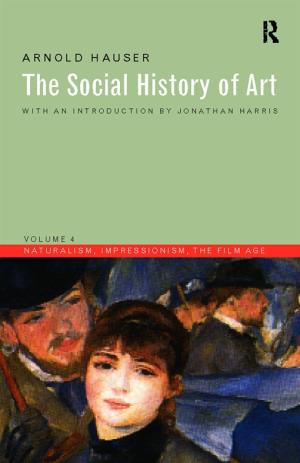 R
ARNOLD HAUSER
The Social History of Art
WITH AN INTRODUCTION BY JONATHAN HARRIS
VOLUME 4
NATURALISM, IMPRESSIONISM, THE FILM AGE